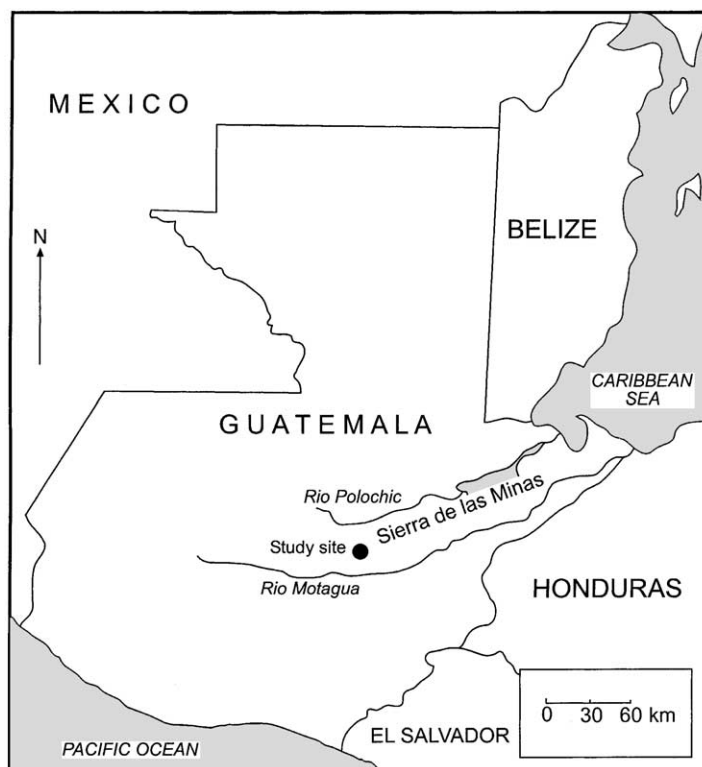 MEXICO
N
BELIZE
CARIBBEAN
SEA
GUATEMALA
Rio Polochic
Sierra de las Minas
Study site
Rio Motagua
HONDURAS
0 30 60 km
EL SALVADOR
PACIFIC OCEAN